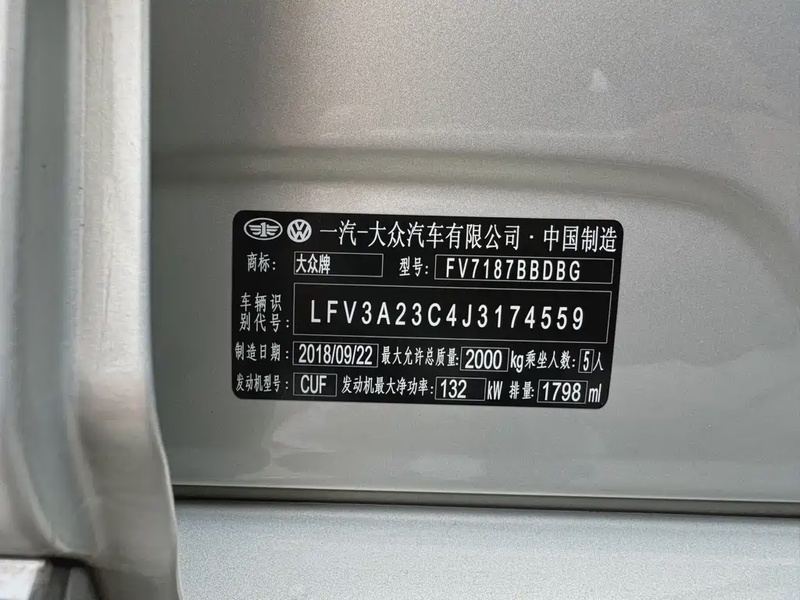 一汽-大众汽车有限公司·中国制造
商标: 大众牌 型号: FV7187BBDBG
车辆识别代号: LFV3A23C4J3174559
制造日期: 2018/09/22 最大允许总质量: 2000 kg 乘坐人数: 5 人
发动机型号: CUF 发动机最大净功率: 132 kW 排量: 1798 ml